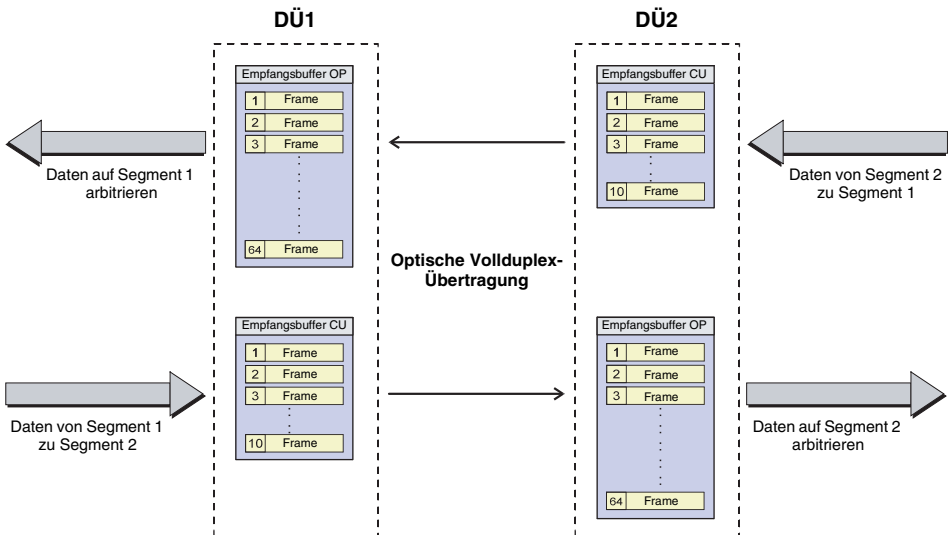 DÜ1
DÜ2
Empfangsbuffer OP
1 Frame
2 Frame
3 Frame
64 Frame
Empfangsbuffer CU
1 Frame
2 Frame
3 Frame
10 Frame
Daten auf Segment 1
arbitrieren
Daten von Segment 2
zu Segment 1
Optische Vollduplex-
Übertragung
Empfangsbuffer CU
1 Frame
2 Frame
3 Frame
10 Frame
Empfangsbuffer OP
1 Frame
2 Frame
3 Frame
64 Frame
Daten von Segment 1
zu Segment 2
Daten auf Segment 2
arbitrieren